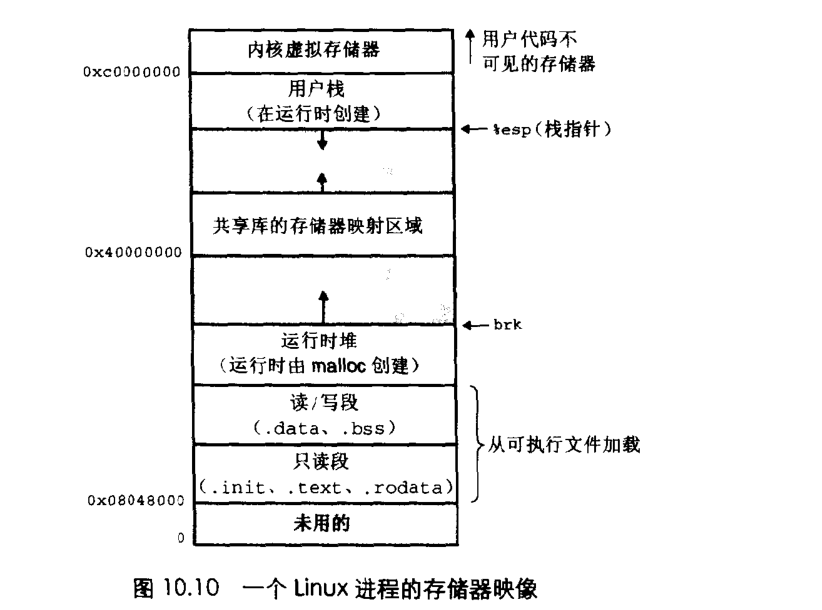 内核虚拟存储器
用户代码不
可见的存储器
0xc0000000
用户栈
(在运行时创建)
%esp(栈指针)
共享库的存储器映射区域
0x40000000
brk
运行时堆
(运行时由 malloc 创建)
读/写段
(.data、.bss)
从可执行文件加载
只读段
(.init、.text、.rodata)
0x08048000
未用的
0
图 10.10 一个 Linux 进程的存储器映像